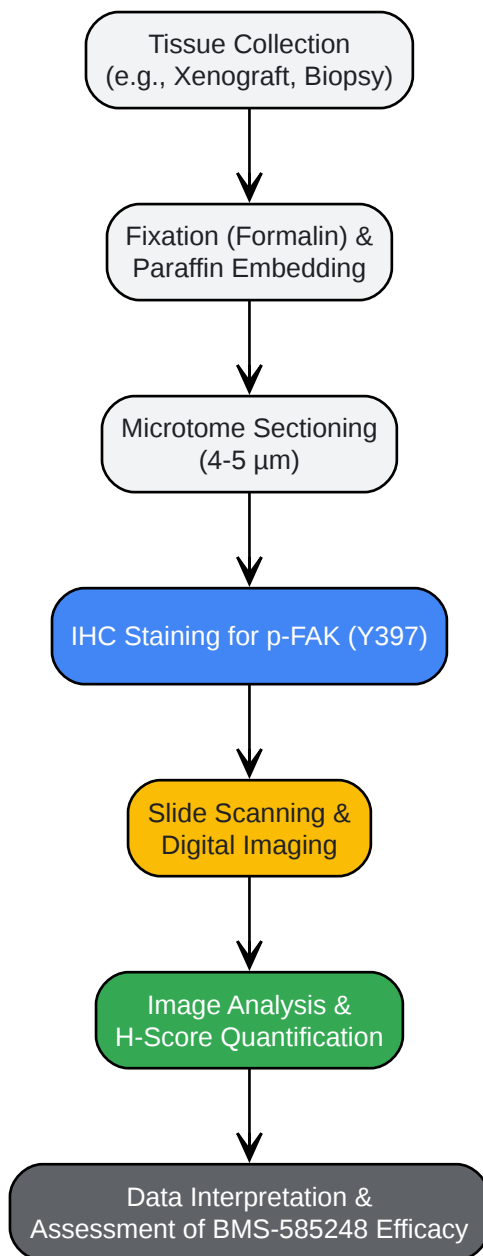 Tissue Collection
(e.g., Xenograft, Biopsy)
Fixation (Formalin) &
Paraffin Embedding
Microtome Sectioning
(4-5 µm)
IHC Staining for p-FAK (Y397)
Slide Scanning &
Digital Imaging
Image Analysis &
H-Score Quantification
Data Interpretation &
Assessment of BMS-585248 Efficacy